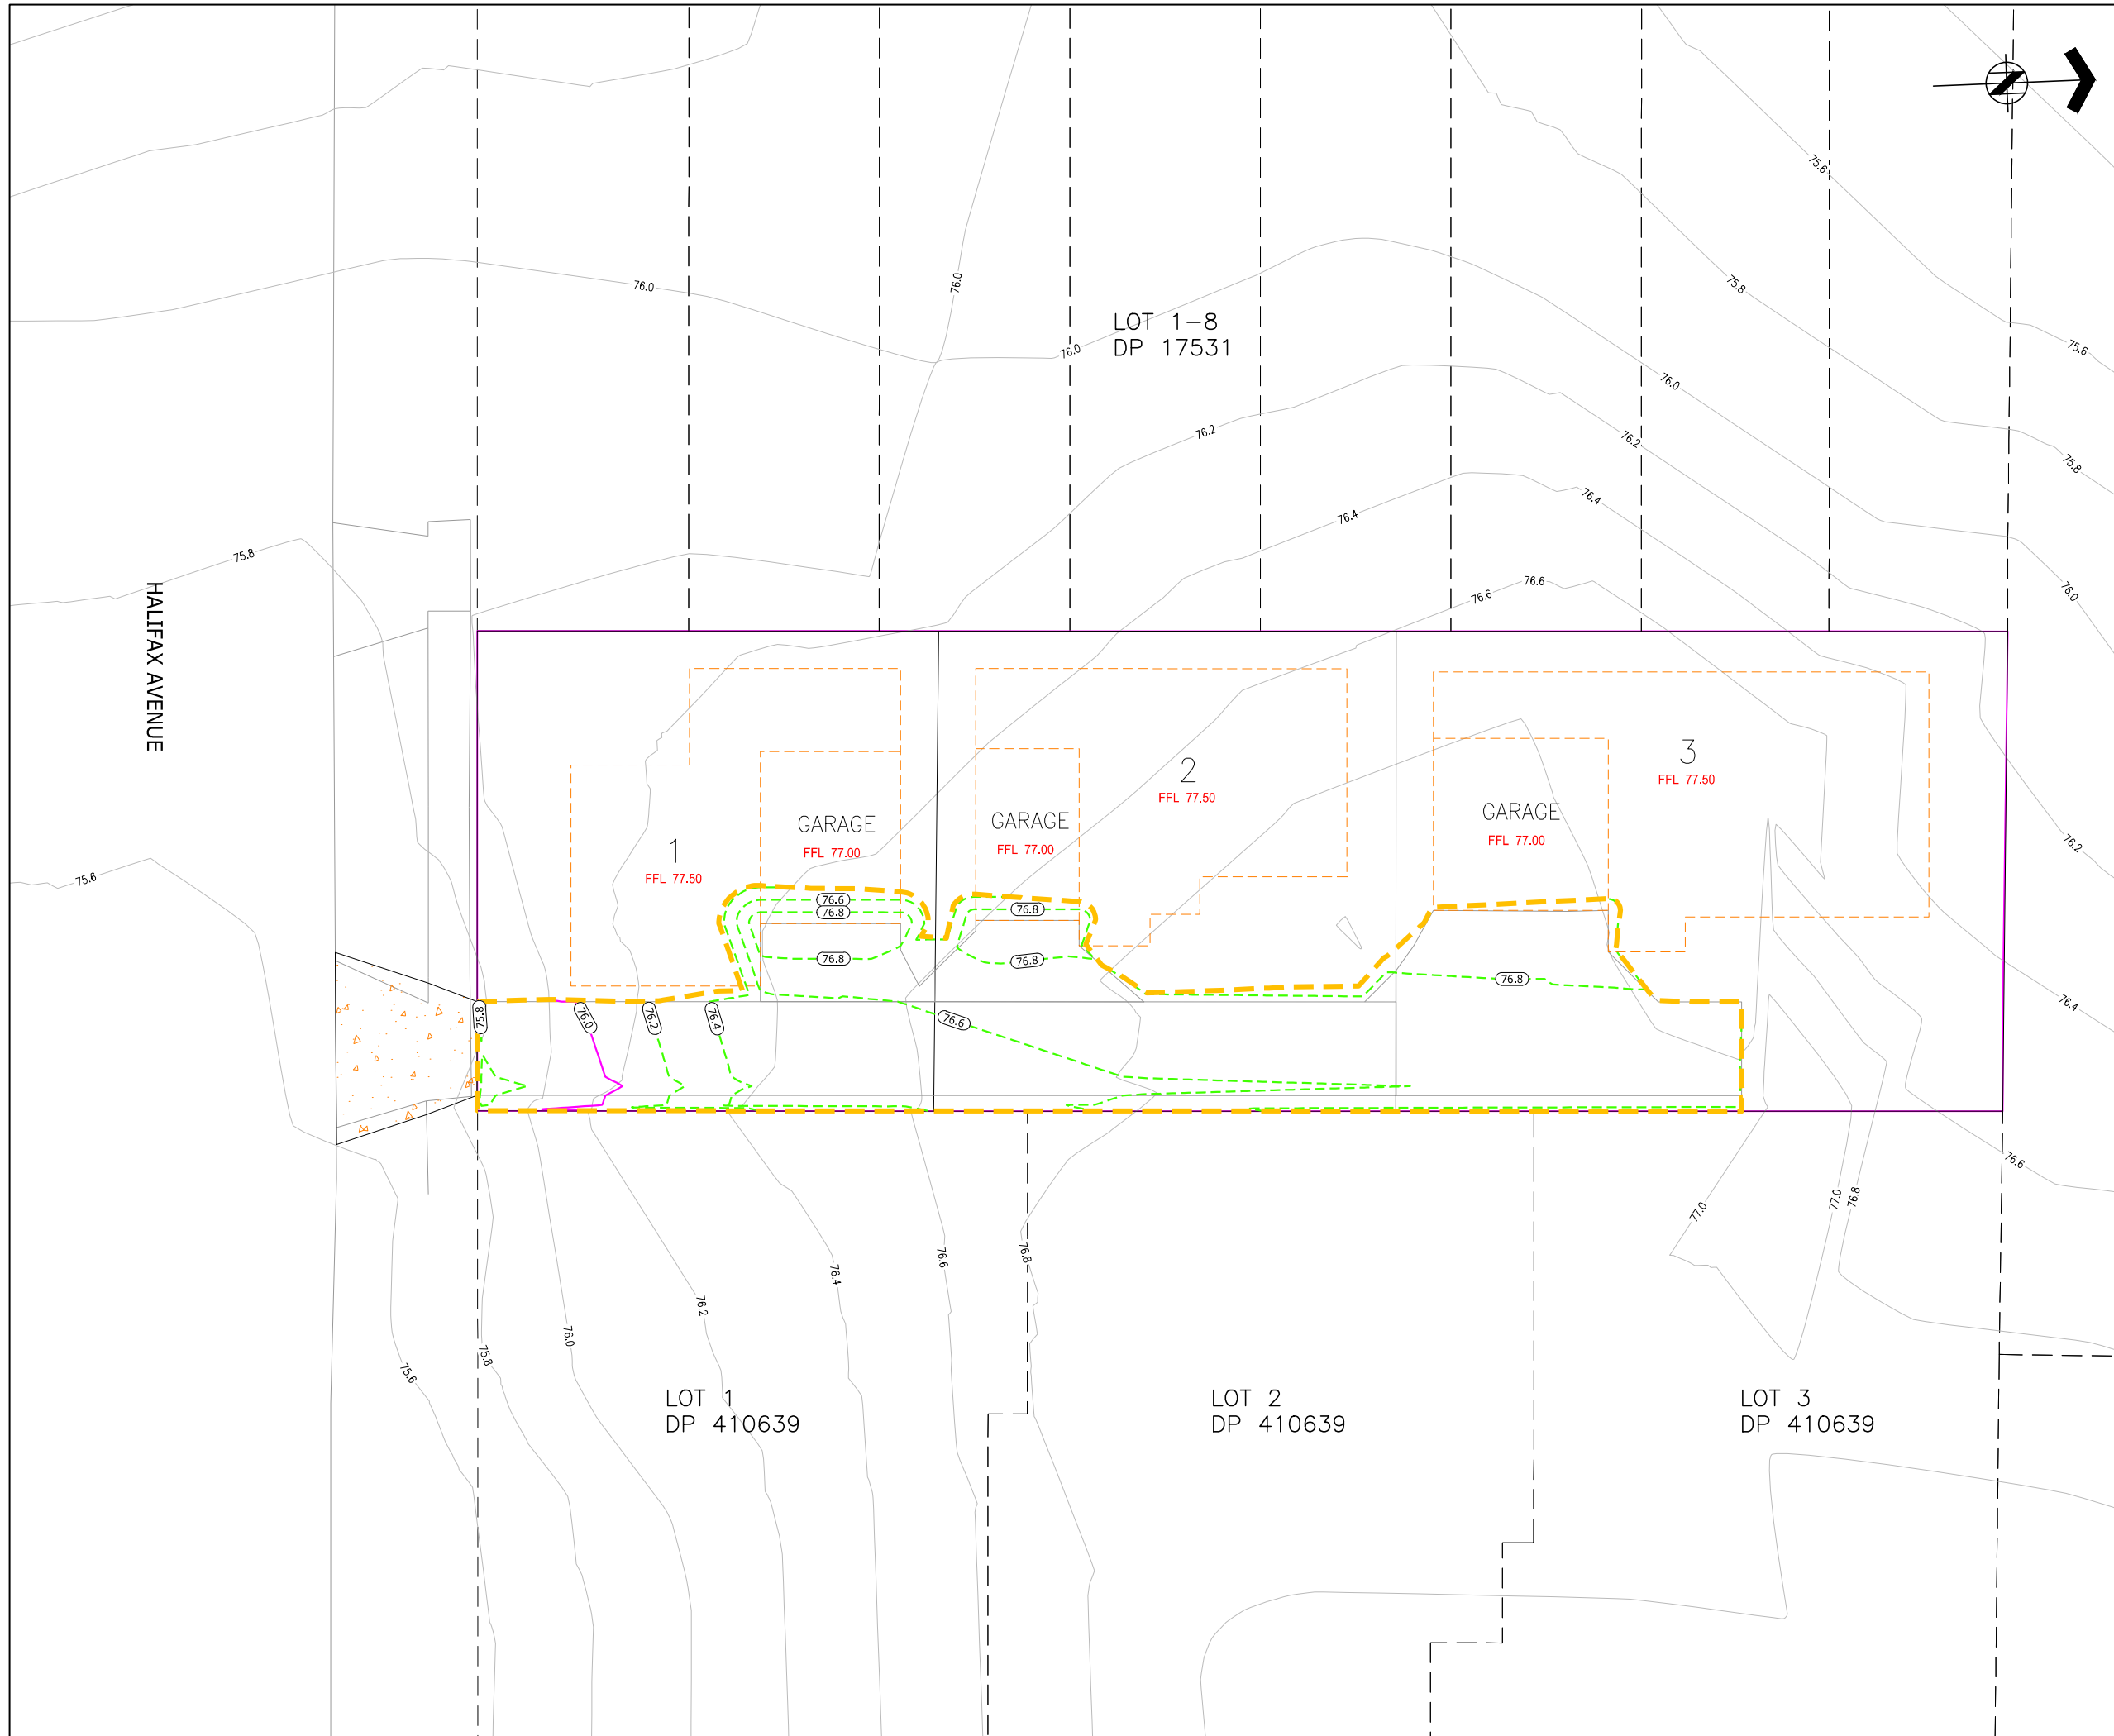 75.6
76.0
76.0
75.8
LOT 1-8
DP 17531
76.0
75.6
76.0
76.2
76.2
75.8
76.4
76.4
75.8
76.6
76.6
76.0
HALIFAX AVENUE
2
FFL 77.50
3
FFL 77.50
GARAGE
FFL 77.00
GARAGE
FFL 77.00
GARAGE
FFL 77.00
1
FFL 77.50
76.2
75.6
76.6
76.8
76.8
76.8
76.8
76.8
75.8
76.0
76.2
76.4
76.6
76.4
76.6
77.0
77.0
76.8
76.6
76.8
76.4
76.2
76.0
75.8
75.6
LOT 1
DP 410639
LOT 2
DP 410639
LOT 3
DP 410639